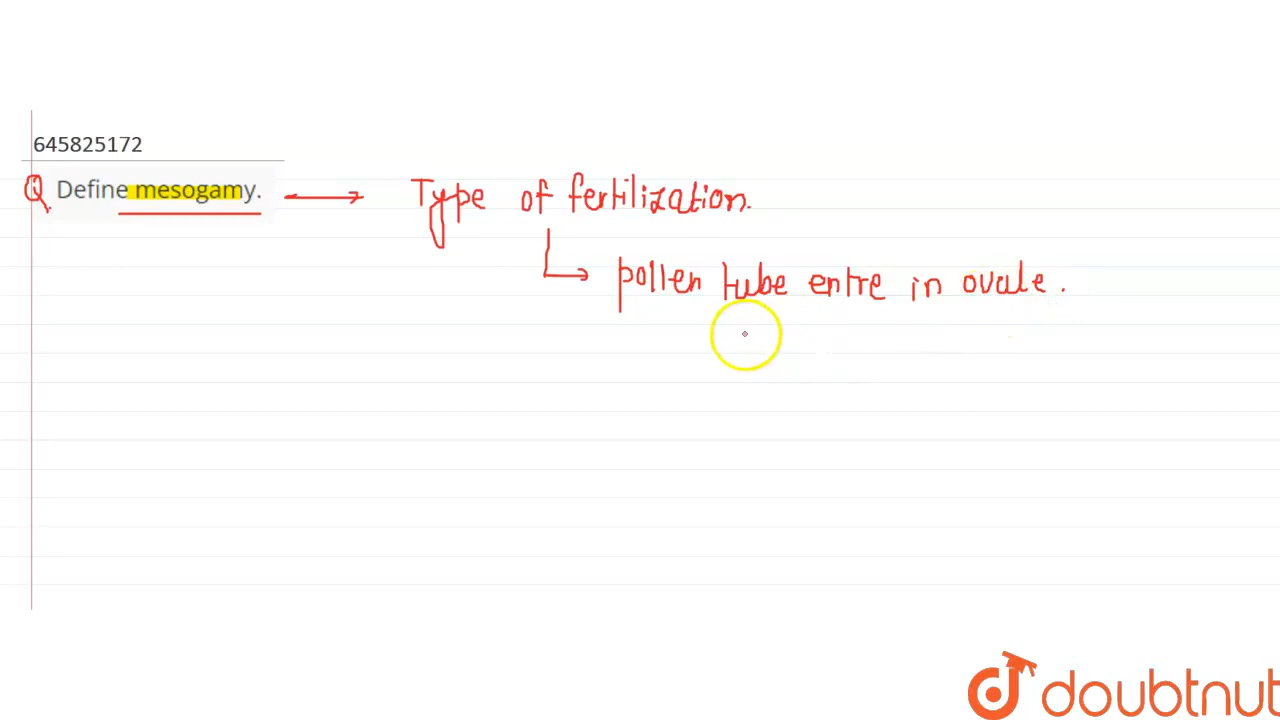 645825172
Q. Define mesogamy. → Type of fertilization.
↳ pollen tube entre in ovule.
doubtnut